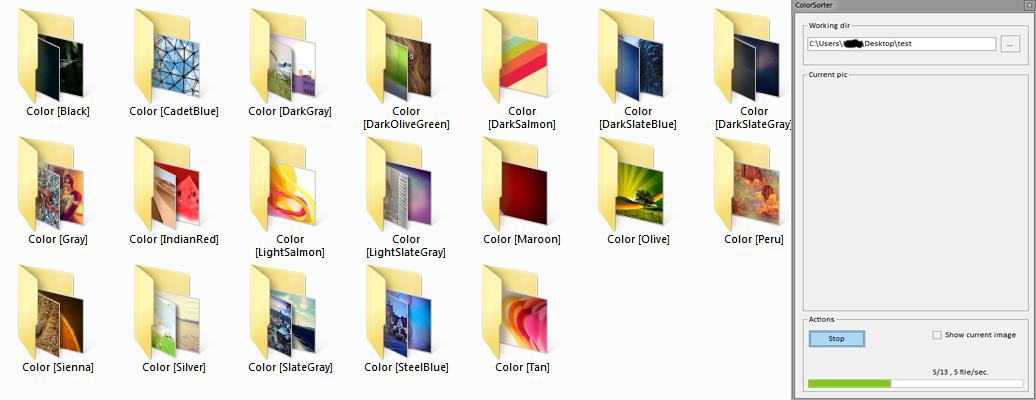 Color [Black]
Color [CadetBlue]
Color [DarkGray]
Color
[DarkOliveGreen]
Color
[DarkSalmon]
Color
[DarkSlateBlue]
Color
[DarkSlateGray]
Color [Gray]
Color [IndianRed]
Color
[LightSalmon]
Color
[LightSlateGray]
Color [Maroon]
Color [Olive]
Color [Peru]
Color [Sienna]
Color [Silver]
Color [SlateGray]
Color [SteelBlue]
Color [Tan]
ColorSorter
Working dir
C:\Users\ \Desktop\test
...
Current pic
Actions
Stop
Show current image
5/13 , 5 file/sec.